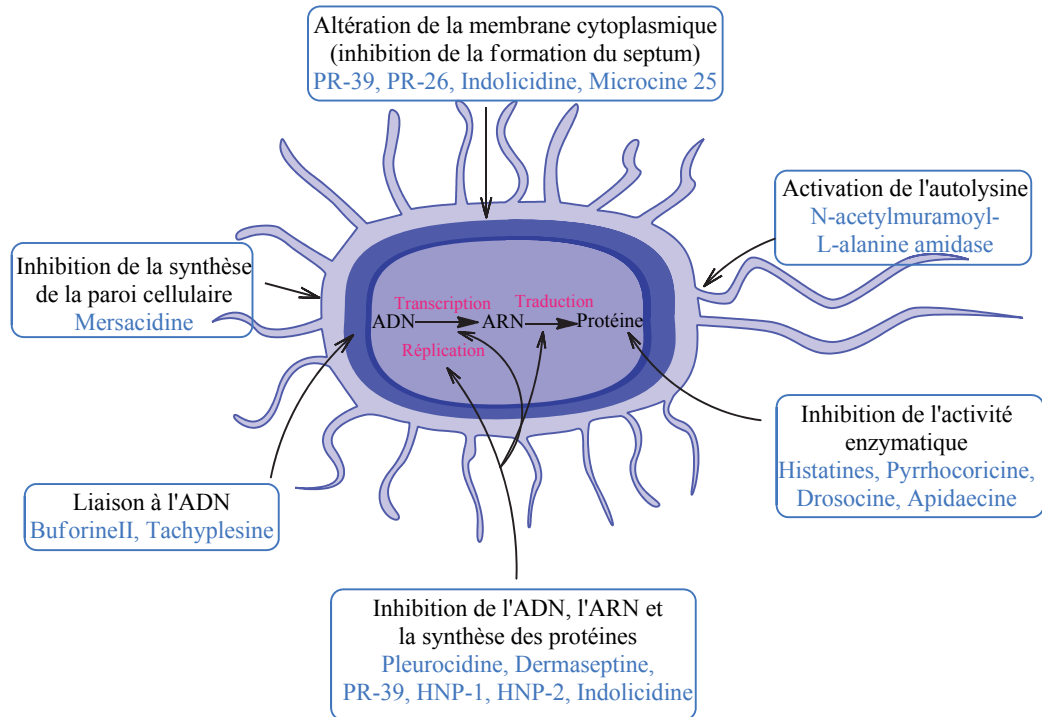 Altération de la membrane cytoplasmique
(inhibition de la formation du septum)
PR-39, PR-26, Indolicidine, Microcine 25
Activation de l'autolysine
N-acetylmuramoyl-
L-alanine amidase
Inhibition de la synthèse
de la paroi cellulaire
Mersacidine
Transcription
Traduction
ADN
ARN
Protéine
Réplication
Inhibition de l'activité
enzymatique
Histatines, Pyrrhocoricine,
Drosocine, Apidaecine
Liaison à l'ADN
BuforineII, Tachyplesine
Inhibition de l'ADN, l'ARN et
la synthèse des protéines
Pleurocidine, Dermaseptine,
PR-39, HNP-1, HNP-2, Indolicidine